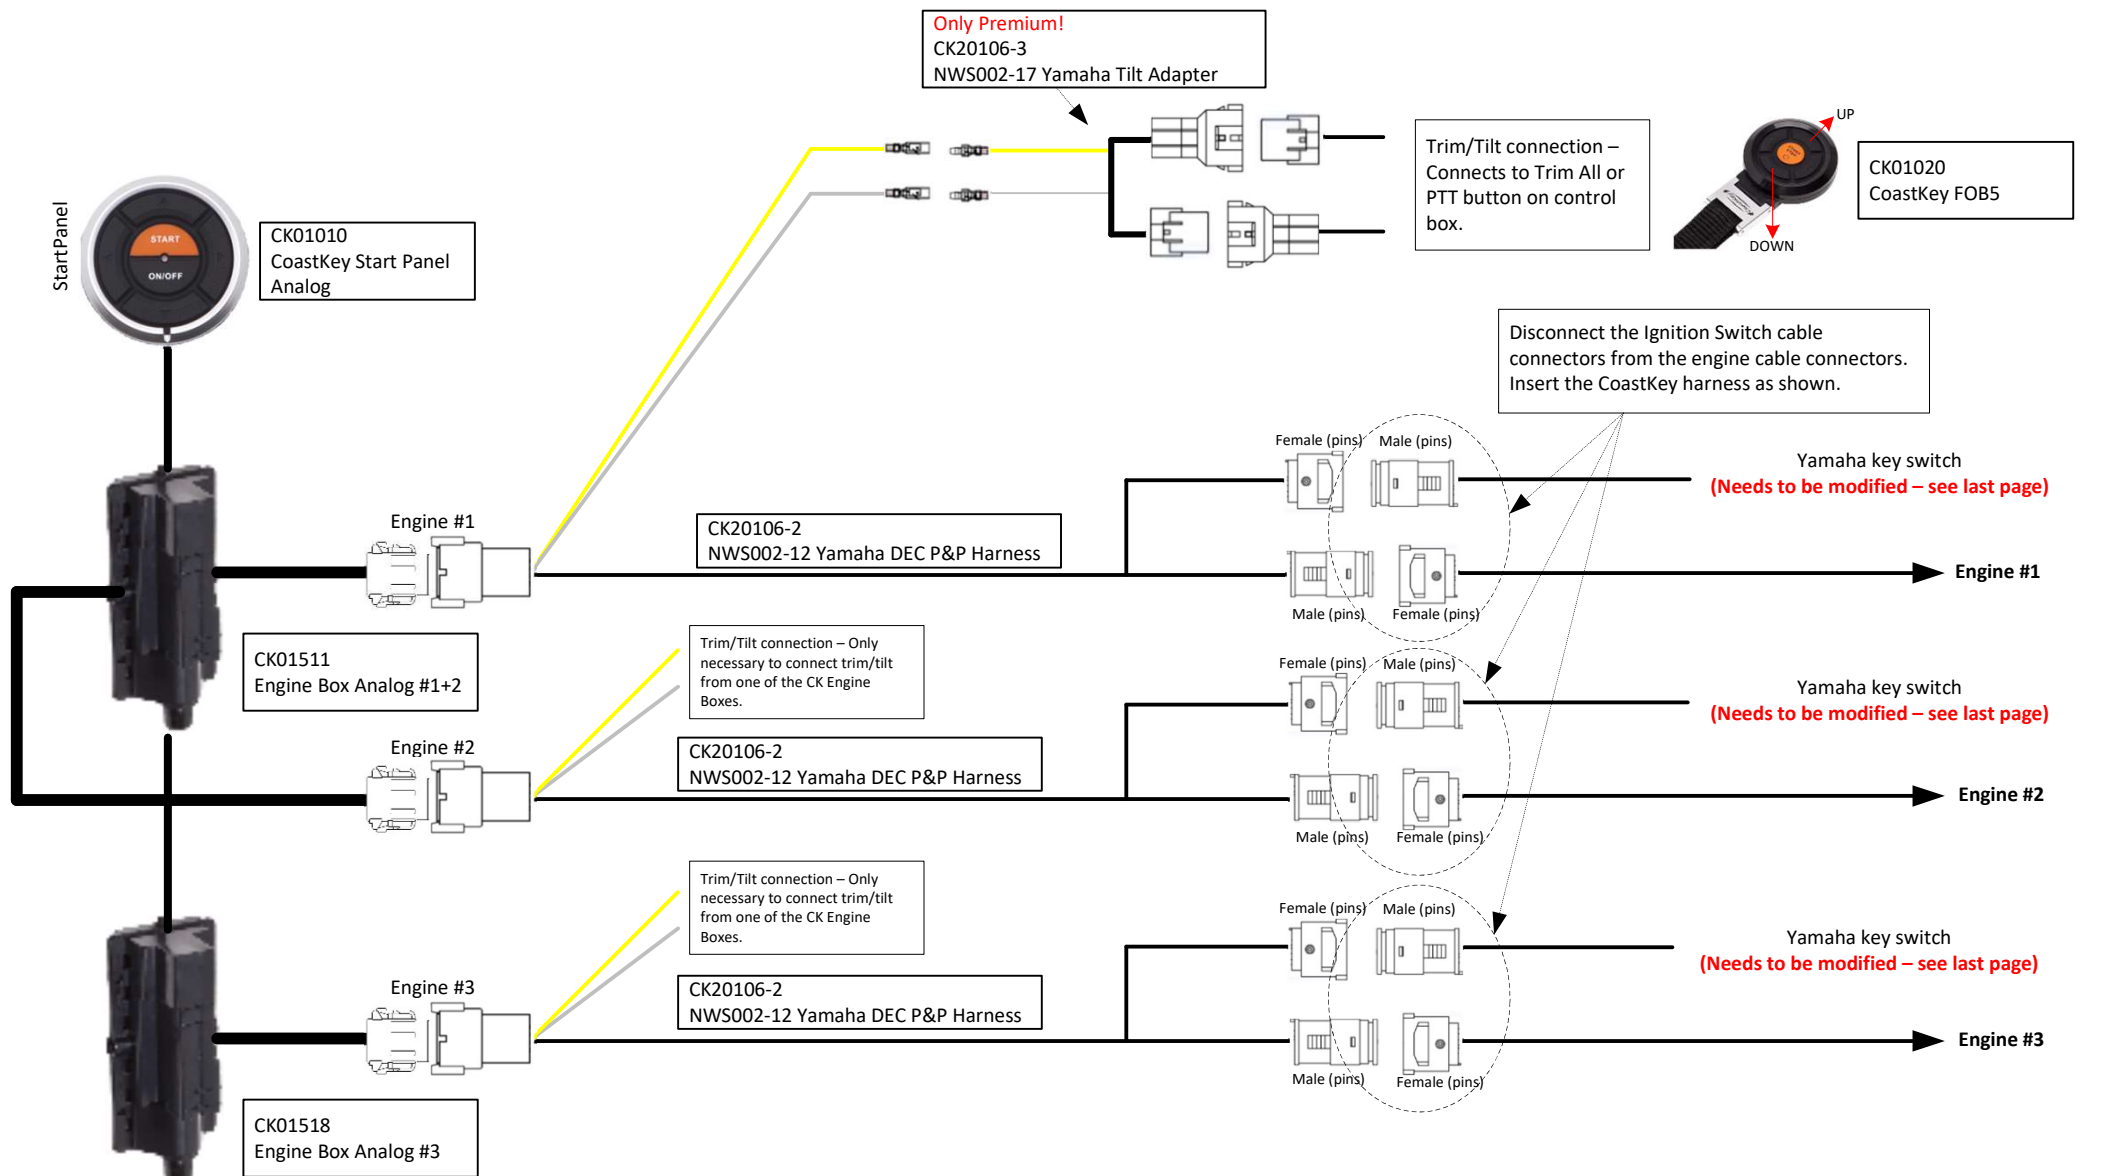 Only Premium!
CK20106-3
NWS002-17 Yamaha Tilt Adapter
Trim/Tilt connection –
Connects to Trim All or
PTT button on control
box.
UP
DOWN
CK01020
CoastKey FOB5
StartPanel
START
ON/OFF
CK01010
CoastKey Start Panel
Analog
Disconnect the Ignition Switch cable
connectors from the engine cable connectors.
Insert the CoastKey harness as shown.
Engine #1
CK20106-2
NWS002-12 Yamaha DEC P&P Harness
Female (pins)
Male (pins)
Yamaha key switch
(Needs to be modified – see last page)
Male (pins)
Female (pins)
Engine #1
CK01511
Engine Box Analog #1+2
Trim/Tilt connection – Only
necessary to connect trim/tilt
from one of the CK Engine
Boxes.
Engine #2
CK20106-2
NWS002-12 Yamaha DEC P&P Harness
Female (pins)
Male (pins)
Yamaha key switch
(Needs to be modified – see last page)
Male (pins)
Female (pins)
Engine #2
Trim/Tilt connection – Only
necessary to connect trim/tilt
from one of the CK Engine
Boxes.
Engine #3
CK20106-2
NWS002-12 Yamaha DEC P&P Harness
Female (pins)
Male (pins)
Yamaha key switch
(Needs to be modified – see last page)
Male (pins)
Female (pins)
Engine #3
CK01518
Engine Box Analog #3